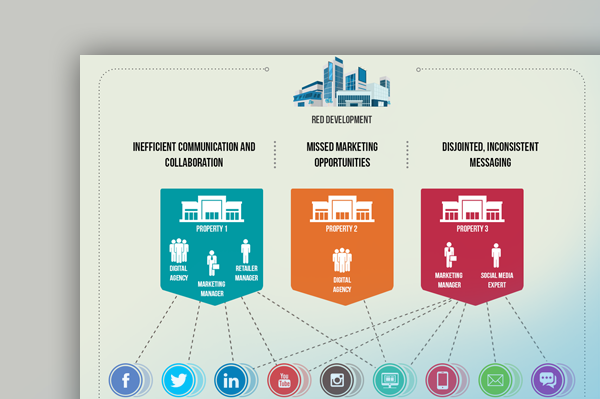 RED DEVELOPMENT
INEFFICIENT COMMUNICATION AND
COLLABORATION
MISSED MARKETING
OPPORTUNITIES
DISJOINTED, INCONSISTENT
MESSAGING
PROPERTY 1
DIGITAL
AGENCY
MARKETING
MANAGER
RETAILER
MANAGER
PROPERTY 2
DIGITAL
AGENCY
PROPERTY 3
MARKETING
MANAGER
SOCIAL MEDIA
EXPERT
f
in
You
Tube